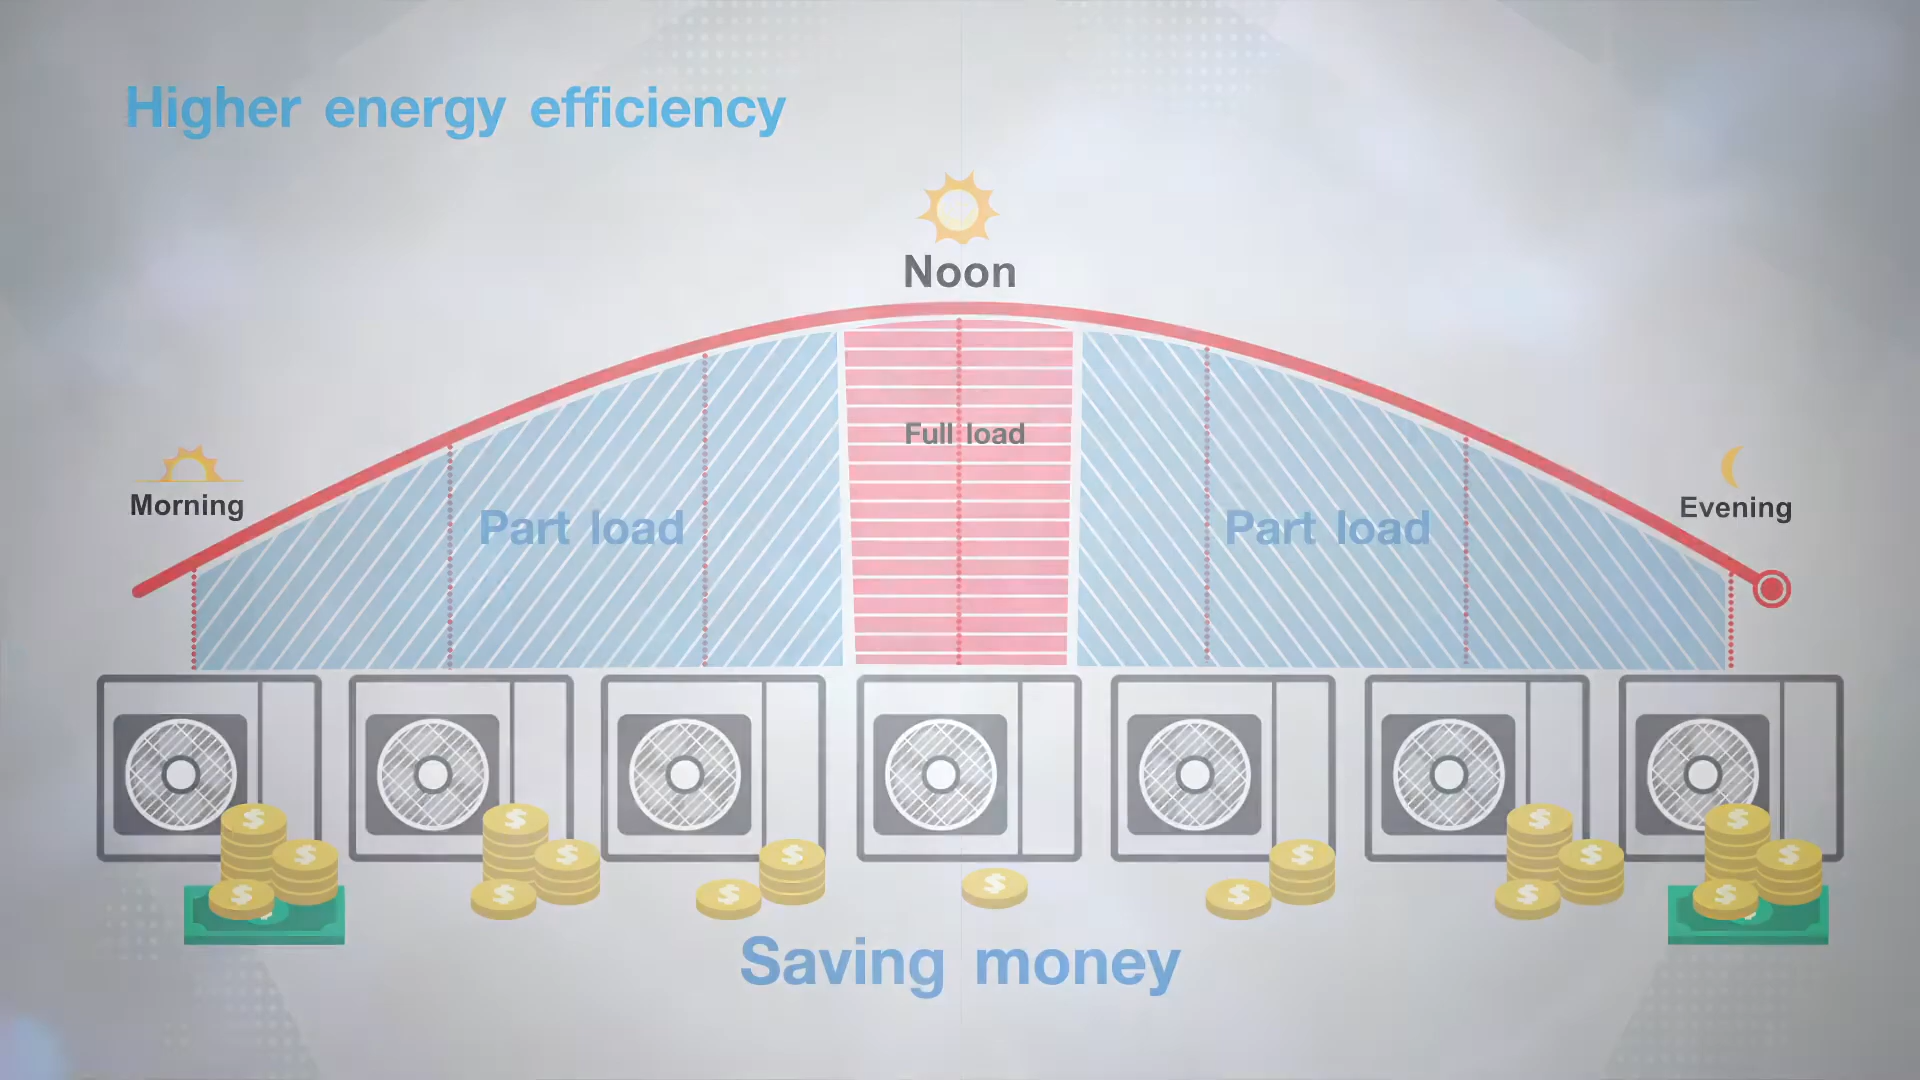 Higher energy efficiency
Noon
Full load
Morning
Evening
Part load
Part load
$ $ $
$ $ $
$ $
$
$ $
$ $ $
$ $ $
Saving money